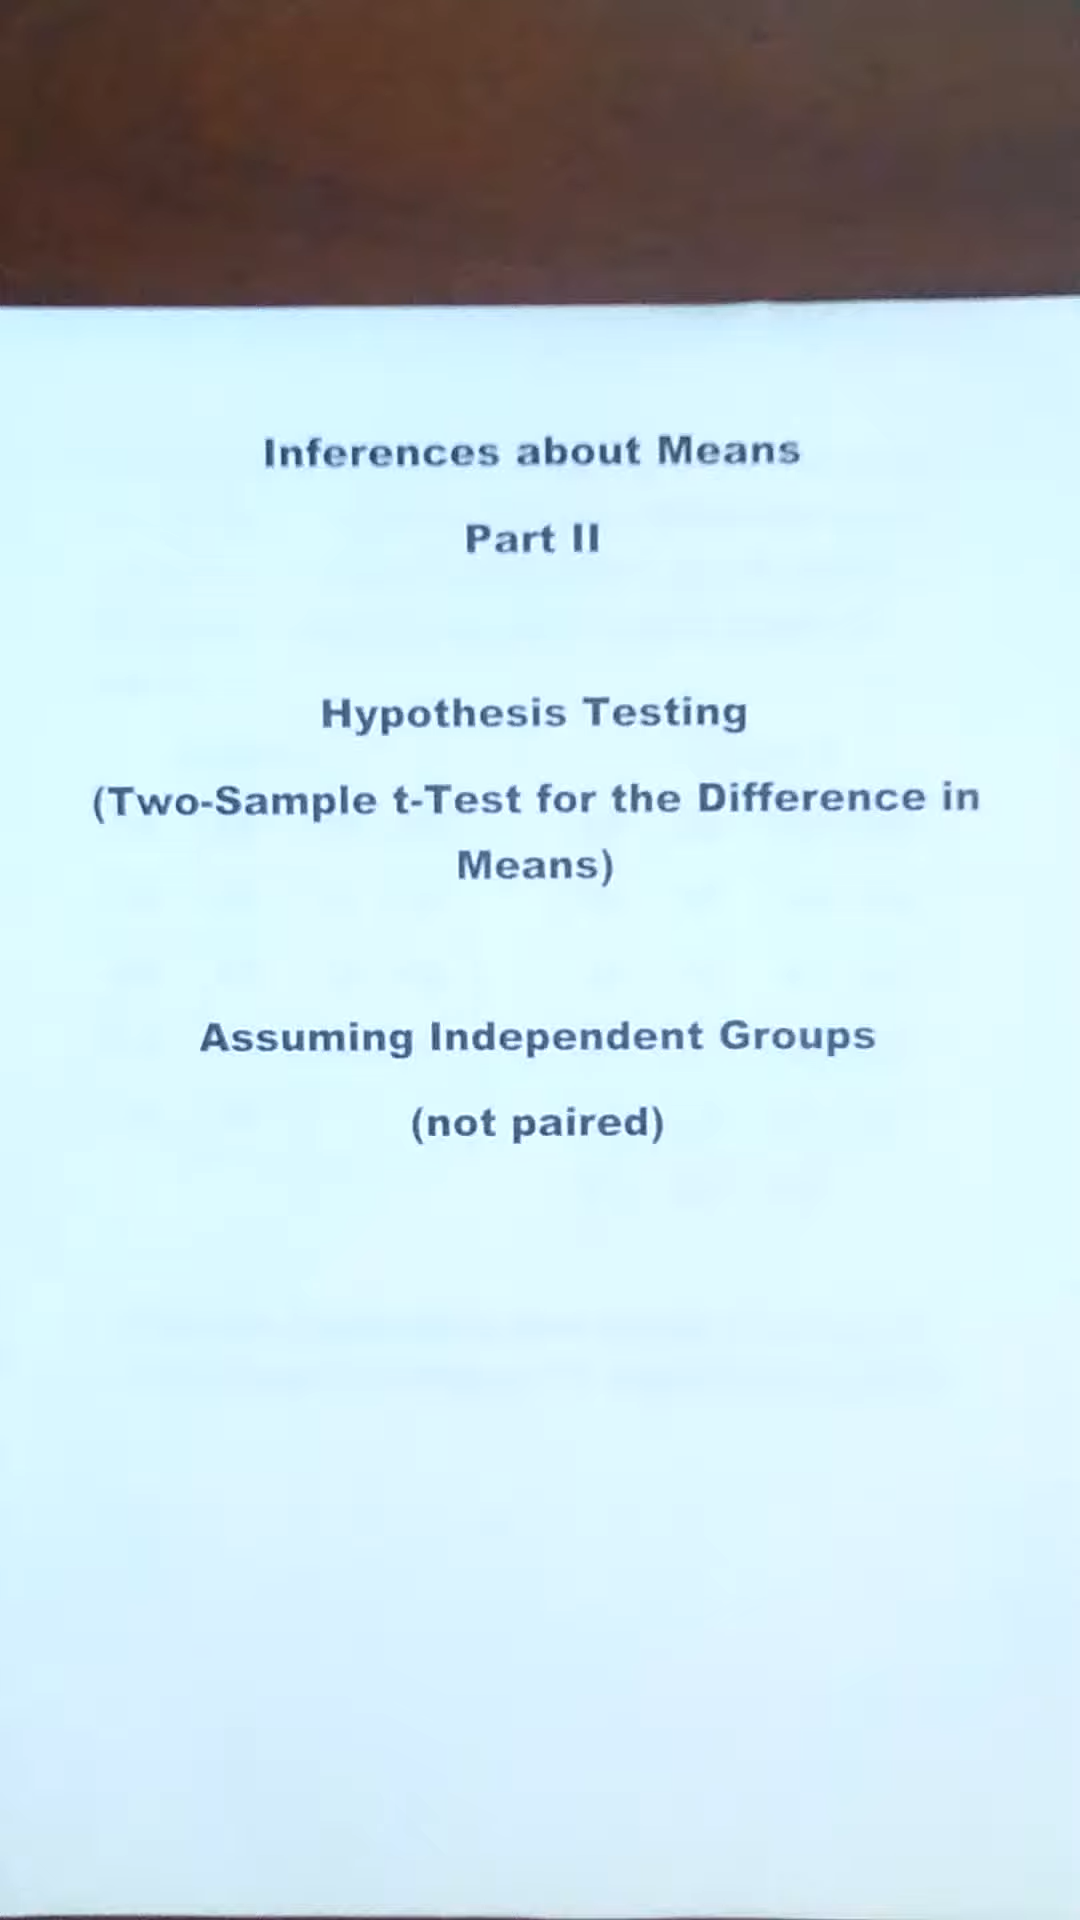 Inferences about Means
Part II
Hypothesis Testing
(Two-Sample t-Test for the Difference in
Means)
Assuming Independent Groups
(not paired)